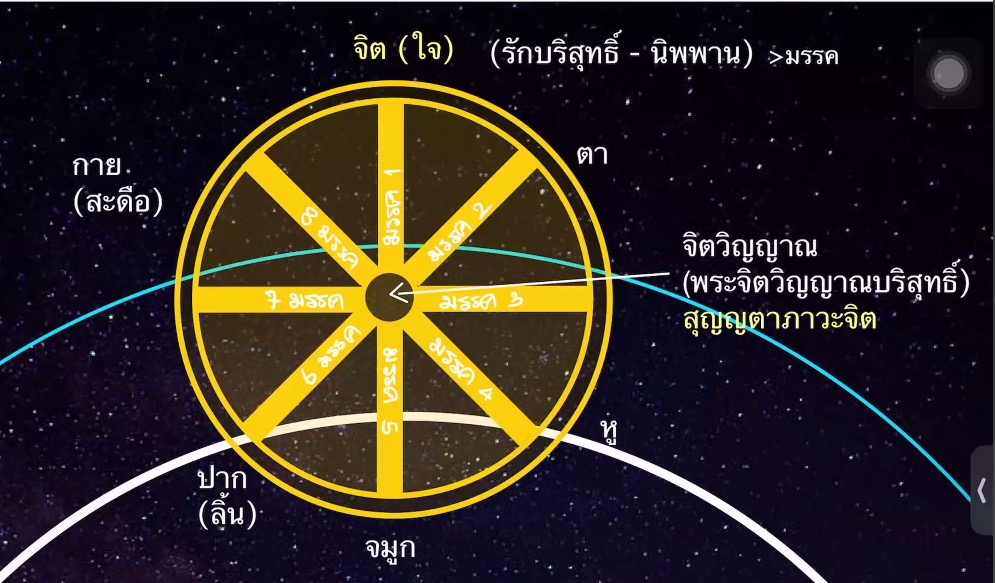 จิต (ใจ) (รักบริสุทธิ์ - นิพพาน) >มรรค
ตา
กาย
(สะดือ)
มรรค 1
มรรค 2
มรรค 3
มรรค 4
มรรค 5
6 มรรค
7 มรรค
8 มรรค
จิตวิญญาณ
(พระจิตวิญญาณบริสุทธิ์)
สุญญตาภาวะจิต
หู
ปาก
(ลิ้น)
จมูก